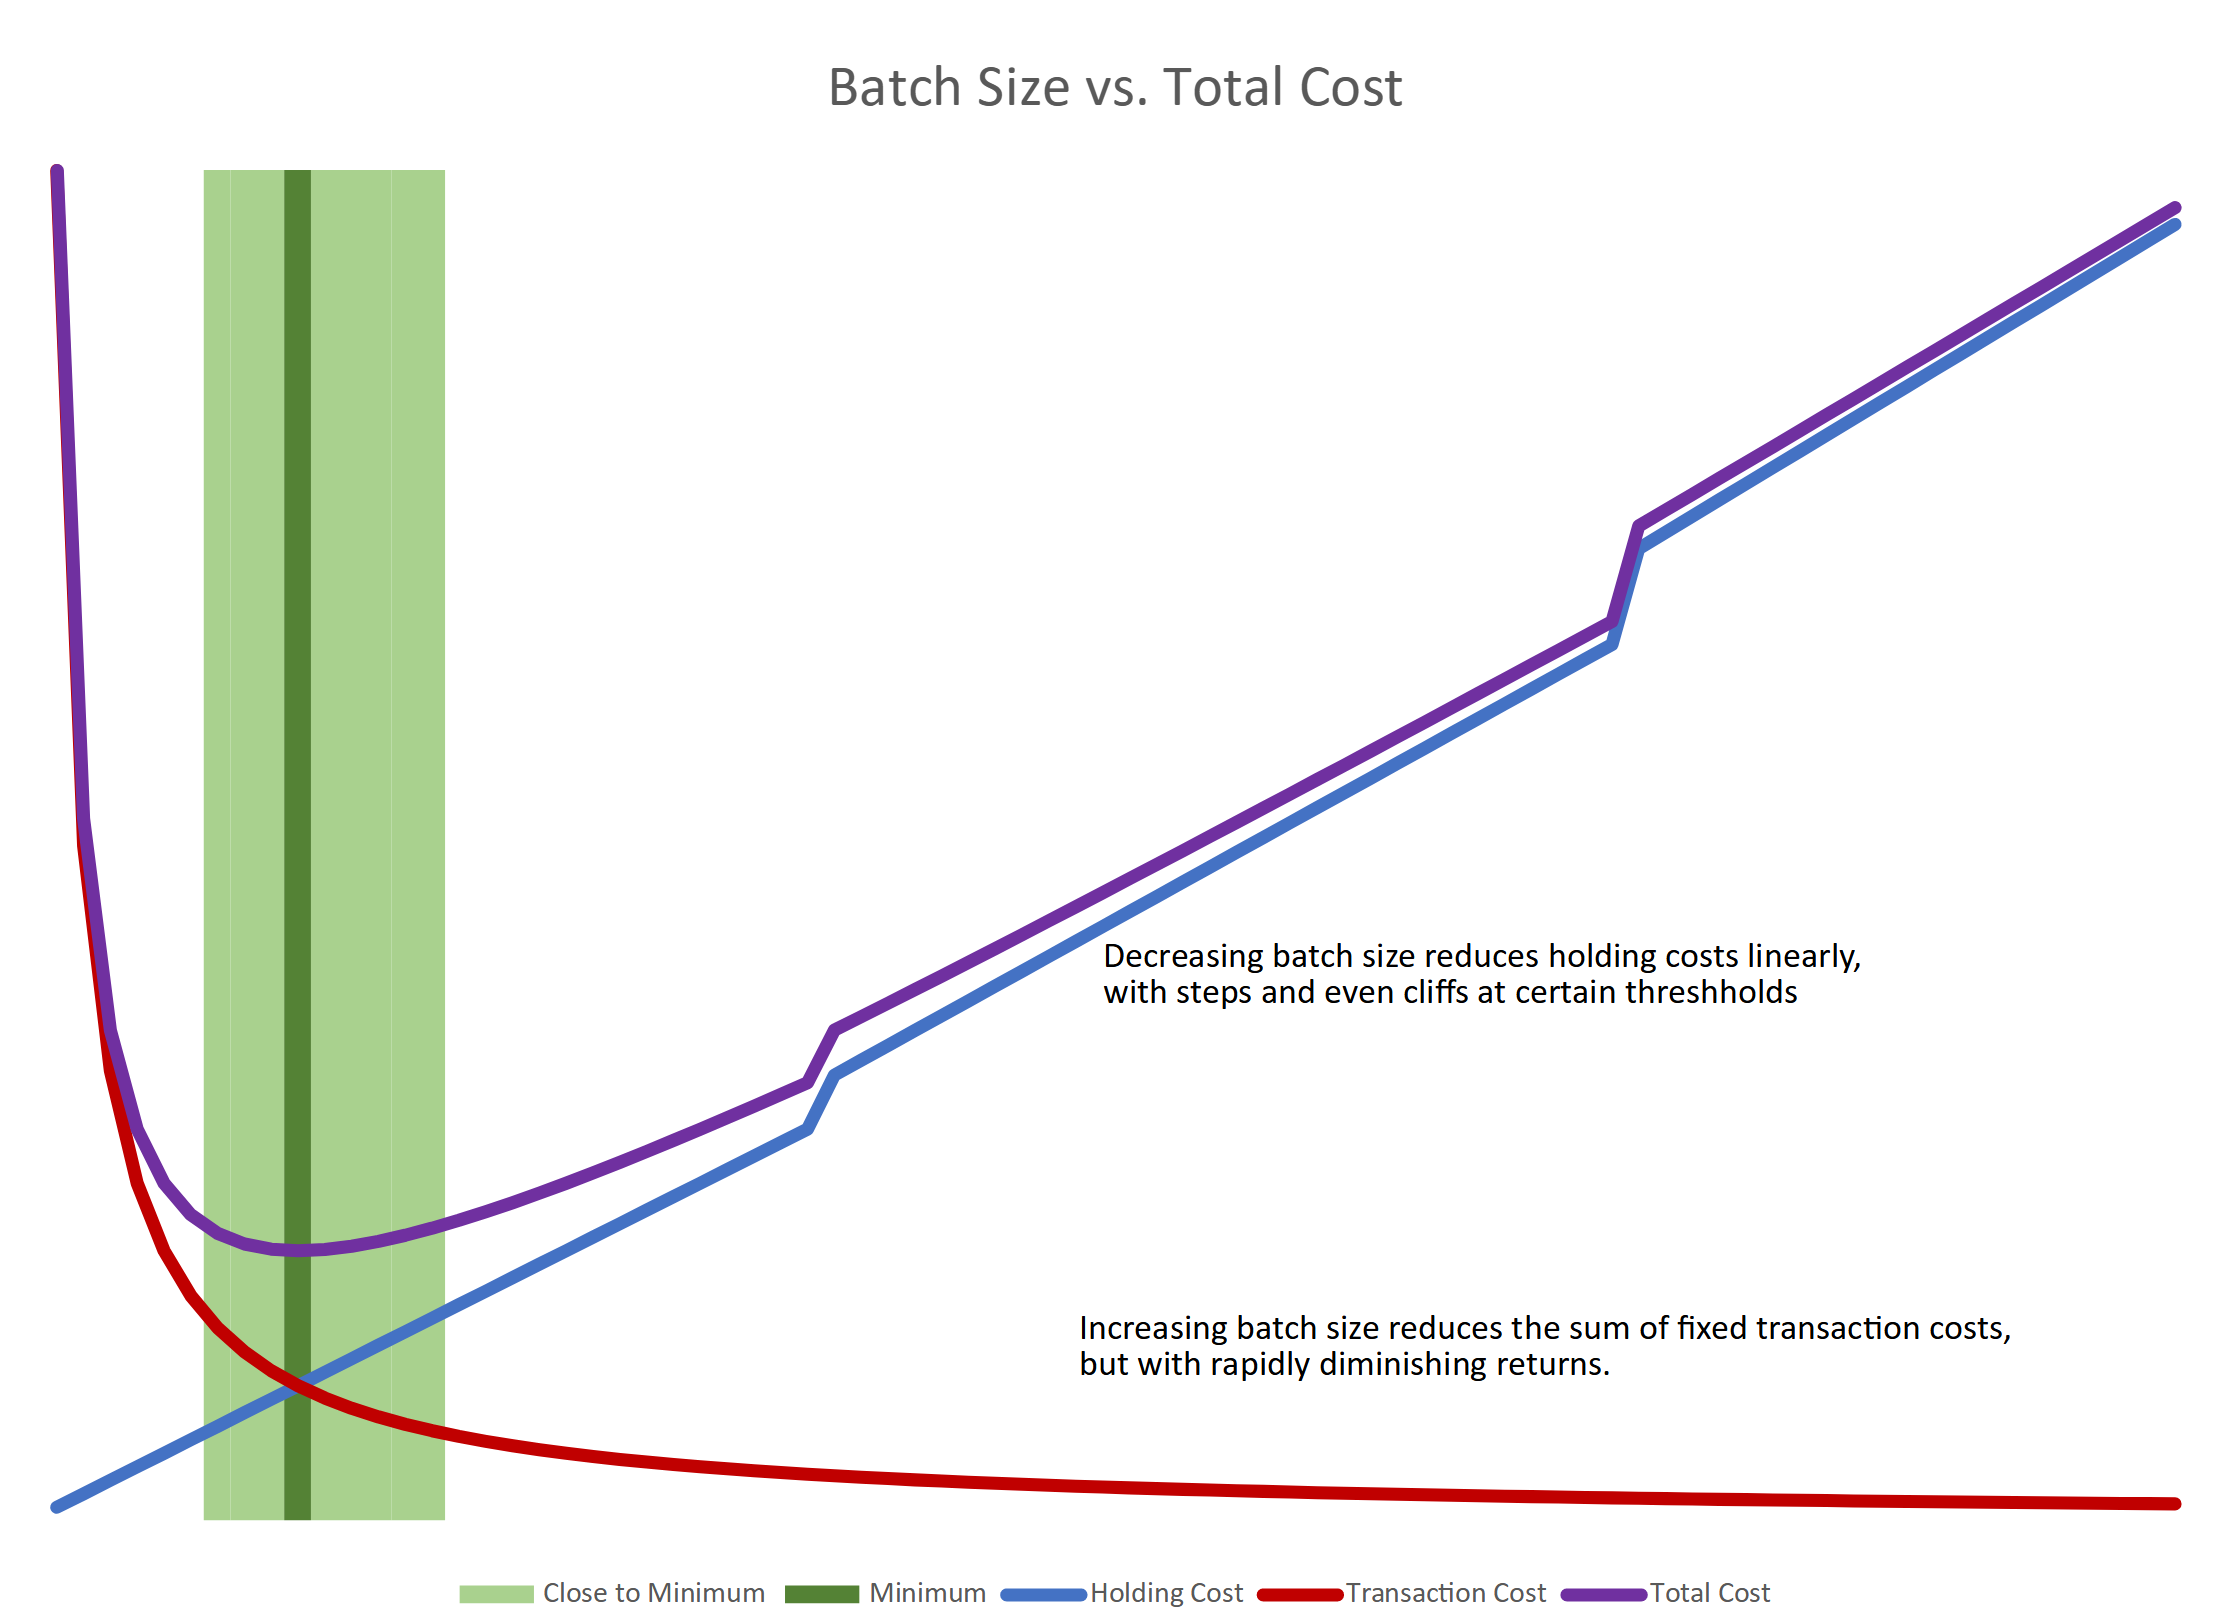 Batch Size vs. Total Cost
Decreasing batch size reduces holding costs linearly,
with steps and even cliffs at certain threshholds
Increasing batch size reduces the sum of fixed transaction costs,
but with rapidly diminishing returns.
Close to Minimum Minimum Holding Cost Transaction Cost Total Cost